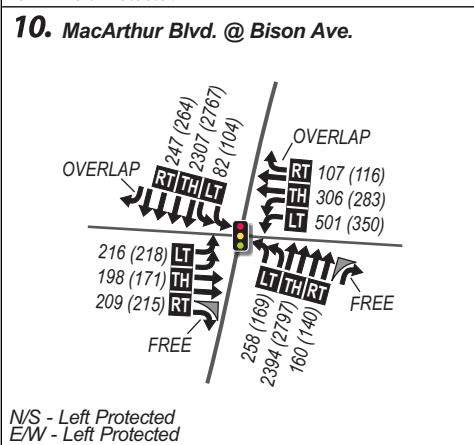 10. MacArthur Blvd. @ Bison Ave.
247 (264)
2307 (2767)
82 (104)
RT TH LT
OVERLAP
OVERLAP
RT 107 (116)
TH 306 (283)
LT 501 (350)
216 (218) LT
198 (171) TH
209 (215) RT
FREE
LT TH RT
258 (169)
2394 (2797)
160 (140)
FREE
N/S - Left Protected
E/W - Left Protected